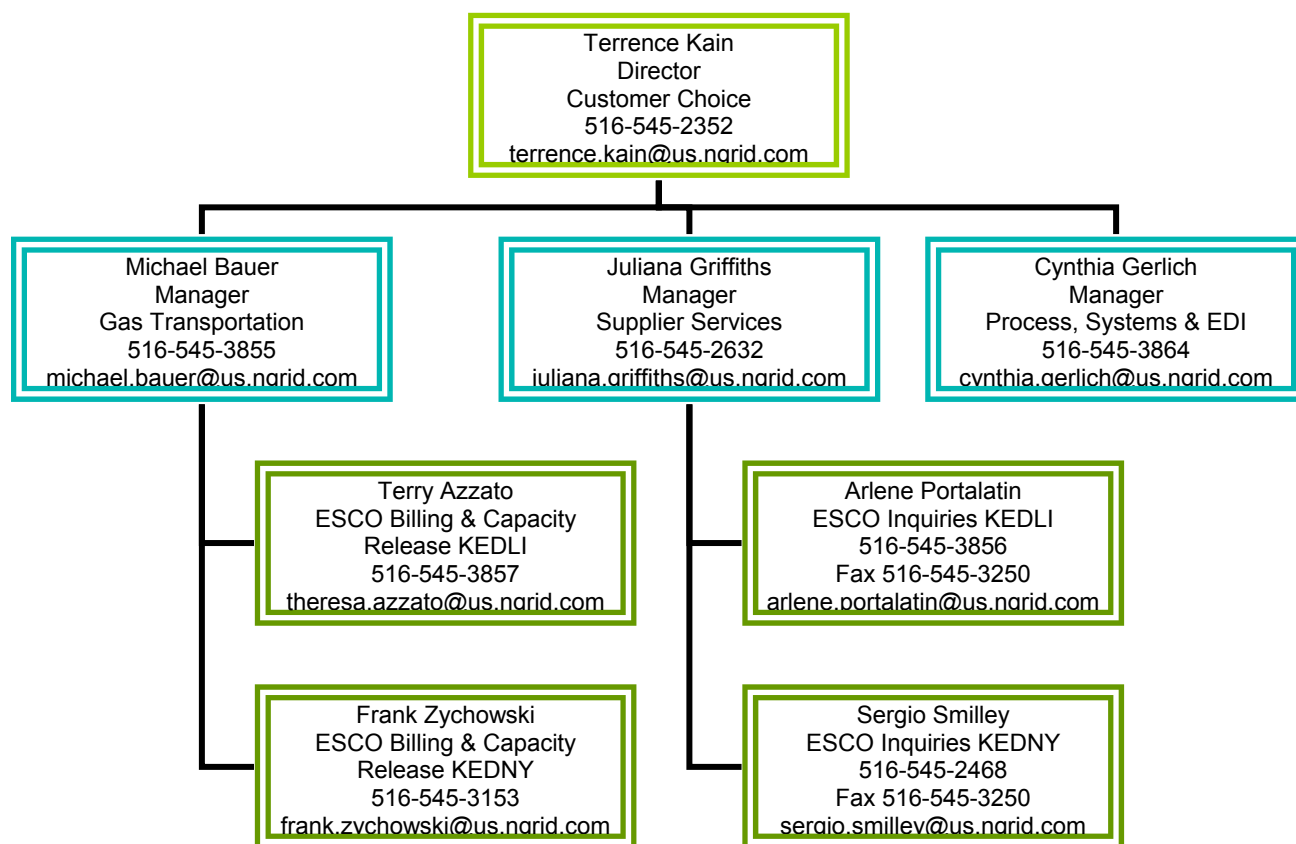 Terrence Kain
Director
Customer Choice
516-545-2352
terrence.kain@us.ngrid.com
Michael Bauer
Manager
Gas Transportation
516-545-3855
michael.bauer@us.ngrid.com
Juliana Griffiths
Manager
Supplier Services
516-545-2632
juliana.griffiths@us.ngrid.com
Cynthia Gerlich
Manager
Process, Systems & EDI
516-545-3864
cynthia.gerlich@us.ngrid.com
Terry Azzato
ESCO Billing & Capacity
Release KEDLI
516-545-3857
theresa.azzato@us.ngrid.com
Arlene Portalatin
ESCO Inquiries KEDLI
516-545-3856
Fax 516-545-3250
arlene.portalatin@us.ngrid.com
Frank Zychowski
ESCO Billing & Capacity
Release KEDNY
516-545-3153
frank.zychowski@us.ngrid.com
Sergio Smilley
ESCO Inquiries KEDNY
516-545-2468
Fax 516-545-3250
sergio.smilley@us.ngrid.com